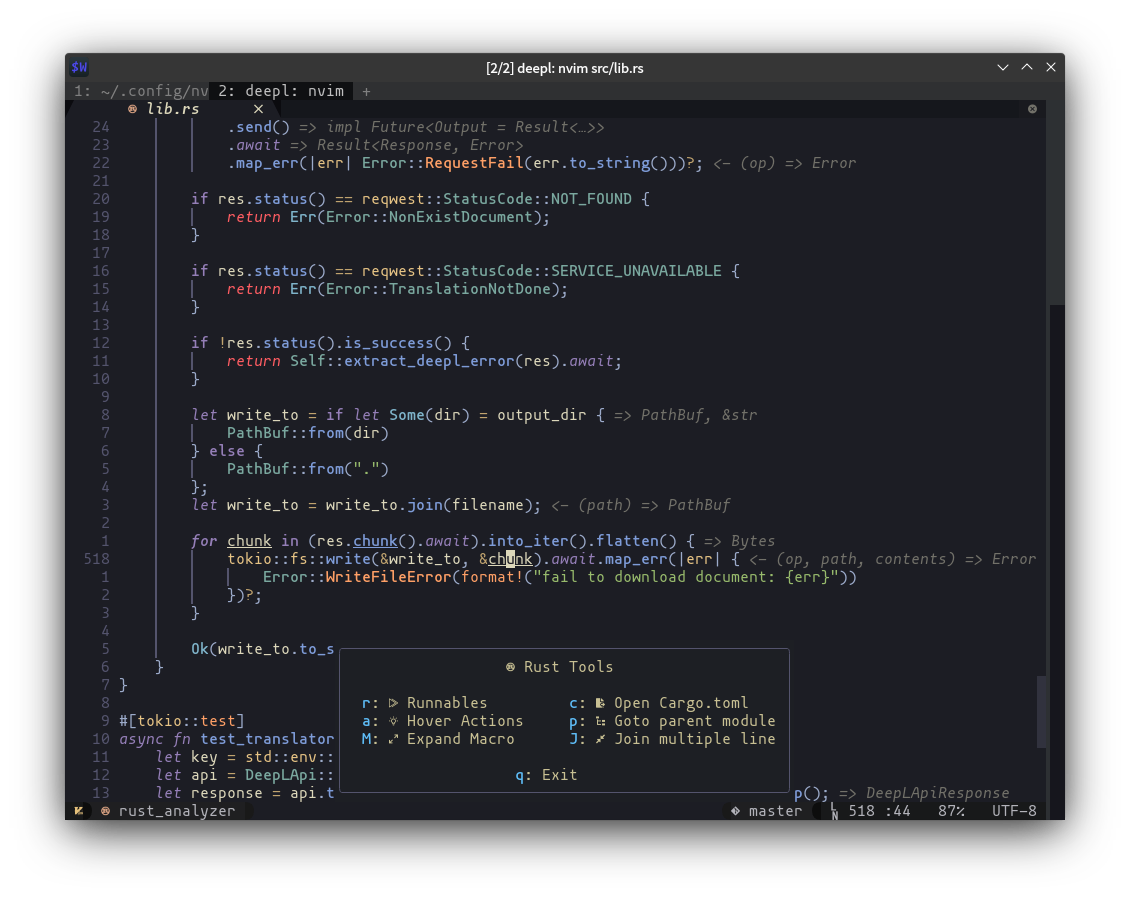 $W [2/2] deepl: nvim src/lib.rs
1: ~/.config/nv 2: deepl: nvim +
lib.rs
24 .send() => impl Future<Output = Result<…>>
23 .await => Result<Response, Error>
22 .map_err(|err| Error::RequestFail(err.to_string()))?; <- (op) => Error
21
20 if res.status() == reqwest::StatusCode::NOT_FOUND {
19 return Err(Error::NonExistDocument);
18 }
17
16 if res.status() == reqwest::StatusCode::SERVICE_UNAVAILABLE {
15 return Err(Error::TranslationNotDone);
14 }
13
12 if !res.status().is_success() {
11 return Self::extract_deepl_error(res).await;
10 }
9
8 let write_to = if let Some(dir) = output_dir { => PathBuf, &str
7 PathBuf::from(dir)
6 } else {
5 PathBuf::from(".")
4 };
3 let write_to = write_to.join(filename); <- (path) => PathBuf
2
1 for chunk in (res.chunk().await).into_iter().flatten() { => Bytes
518 tokio::fs::write(&write_to, &chunk).await.map_err(|err| { <- (op, path, contents) => Error
1 Error::WriteFileError(format!("fail to download document: {err}"))
2 })?;
3 }
4
5 Ok(write_to.to_s
6 }
7 }
8
9 #[tokio::test]
10 async fn test_translator
11 let key = std::env::
12 let api = DeepLApi::
13 let response = api.t p(); => DeepLApiResponse
Rust Tools
r: Runnables c: Open Cargo.toml
a: Hover Actions p: Goto parent module
M: Expand Macro J: Join multiple line
q: Exit
rust_analyzer master 518 :44 87% UTF-8